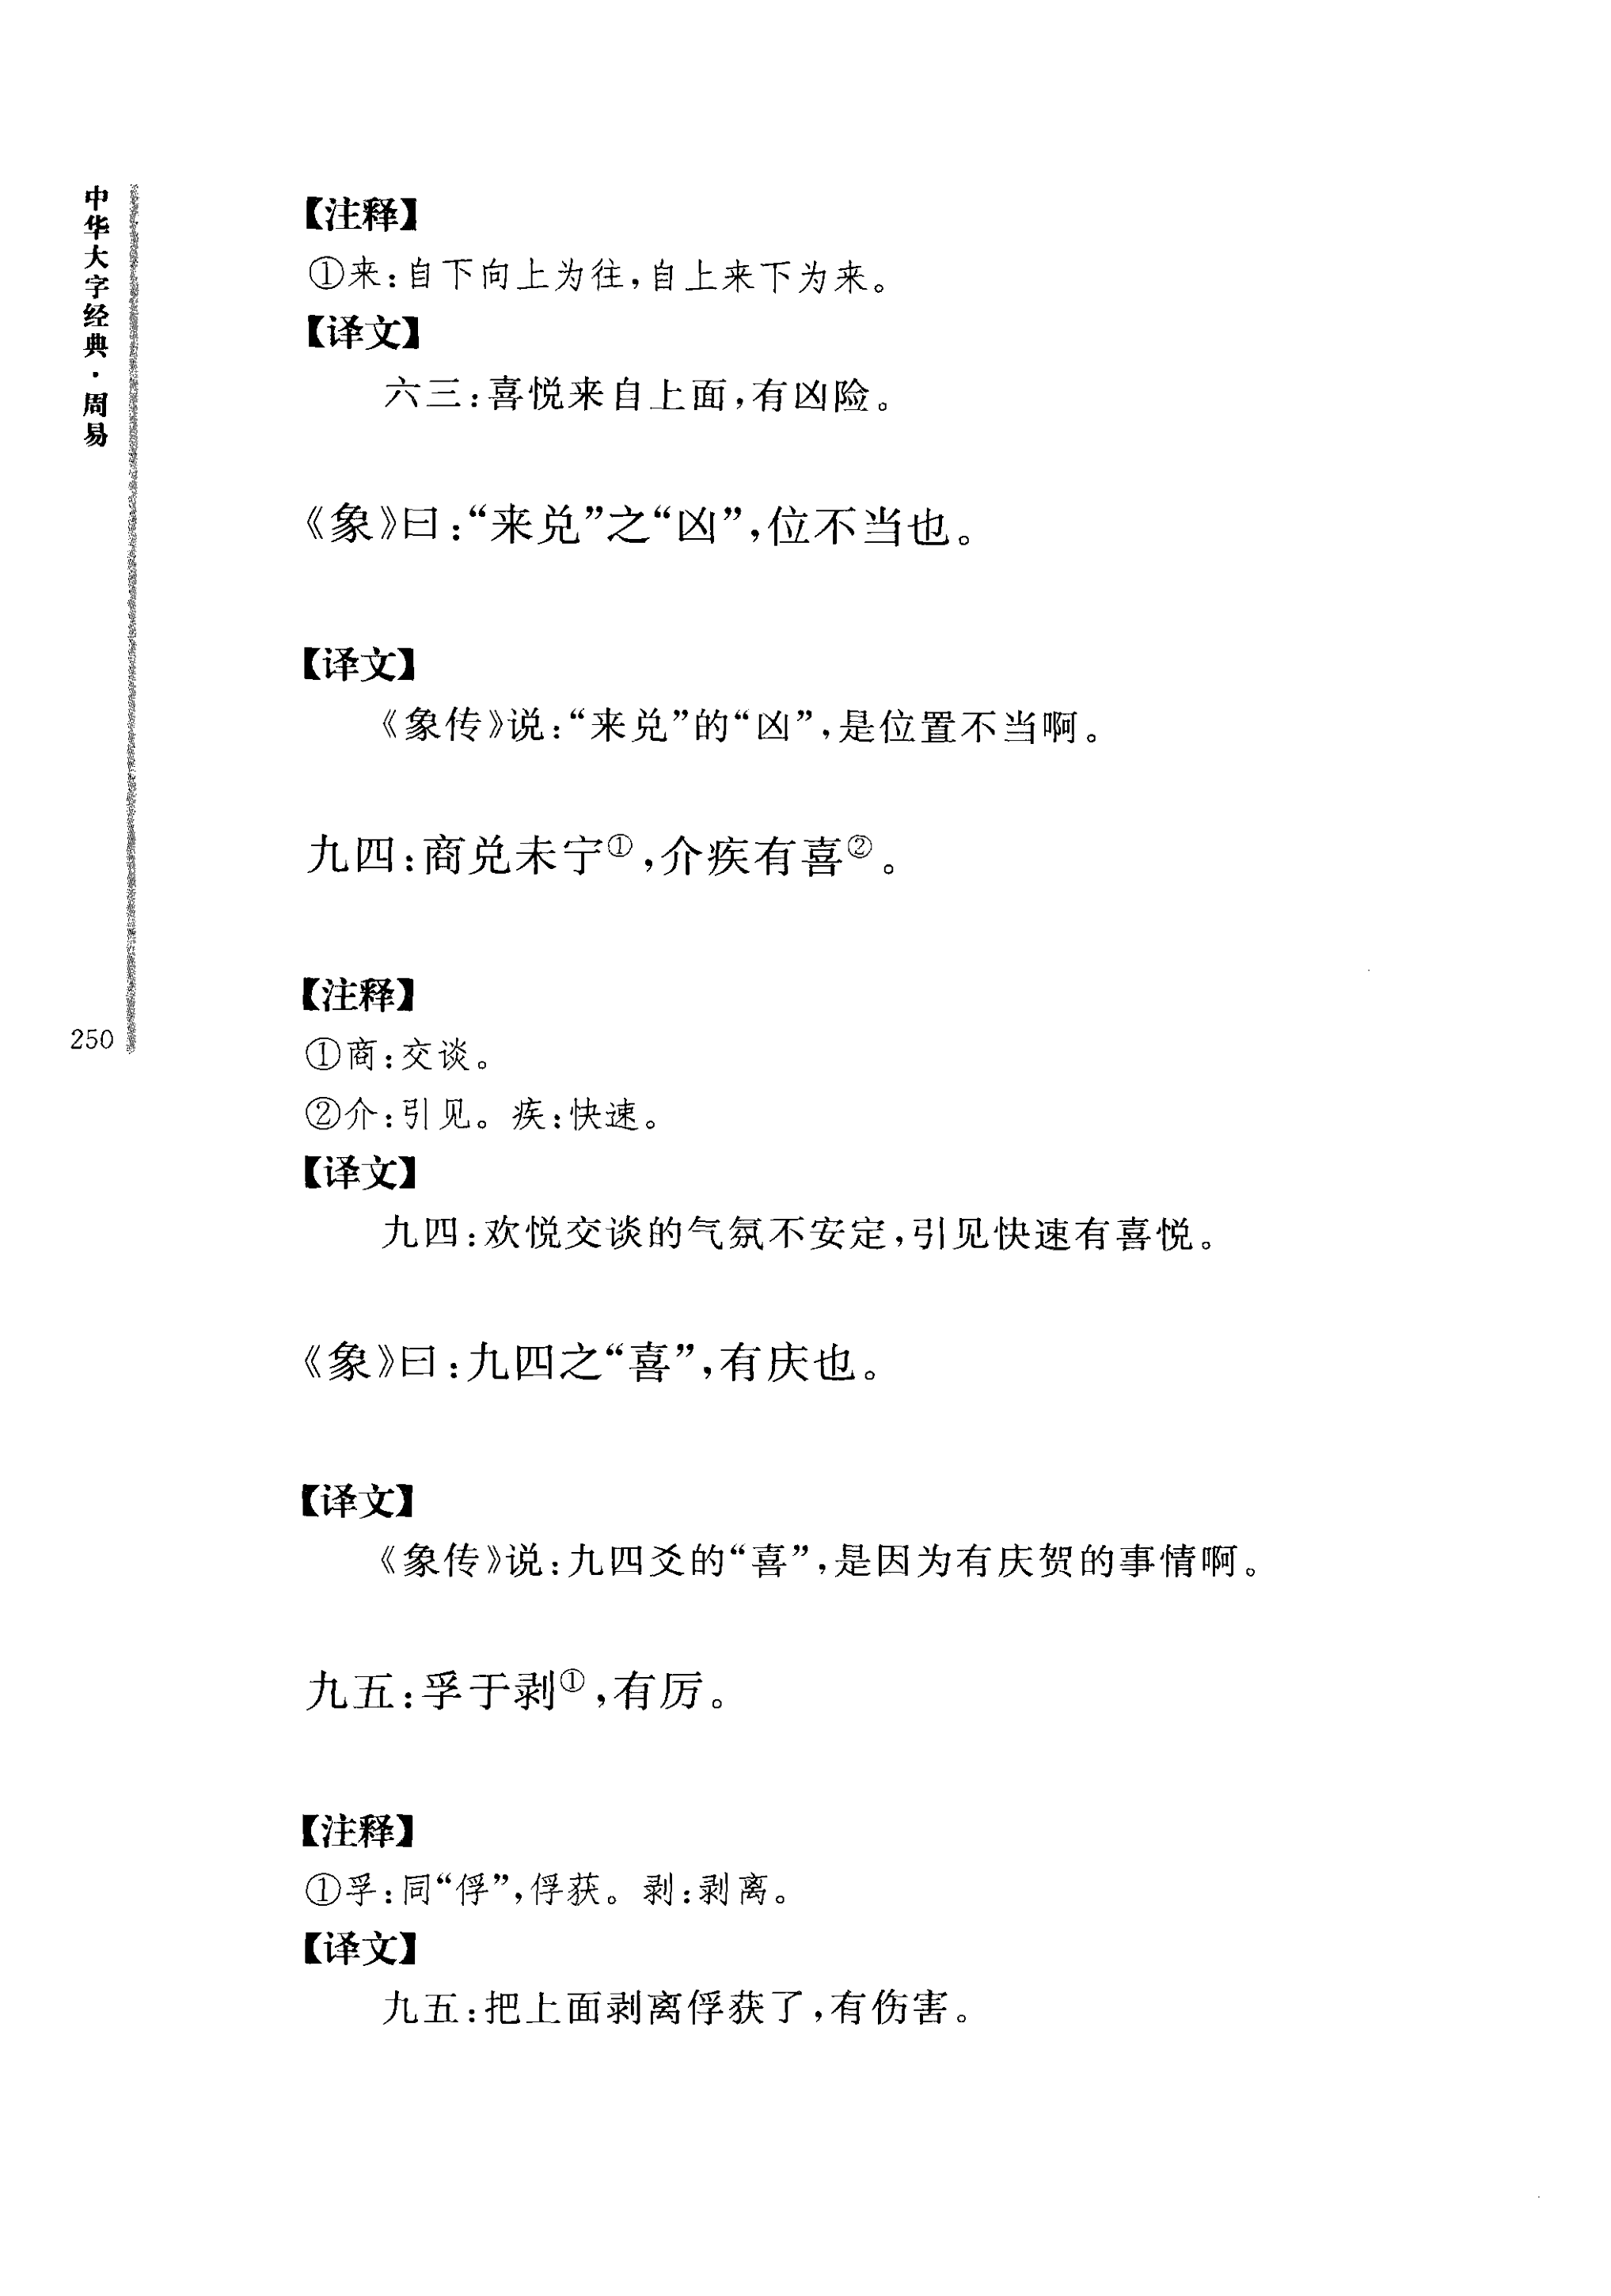 中华大字经典·周易
250
【注释】
①来:自下向上为往,自上来下为来。
【译文】
六三:喜悦来自上面,有凶险。
《象》曰:“来兑”之“凶”,位不当也。
【译文】
《象传》说:“来兑”的“凶”,是位置不当啊。
九四:商兑未宁①,介疾有喜②。
【注释】
①商:交谈。
②介:引见。疾:快速。
【译文】
九四:欢悦交谈的气氛不安定,引见快速有喜悦。
《象》曰:九四之“喜”,有庆也。
【译文】
《象传》说:九四爻的“喜”,是因为有庆贺的事情啊。
九五:孚于剥①,有厉。
【注释】
①孚:同“俘”,俘获。剥:剥离。
【译文】
九五:把上面剥离俘获了,有伤害。